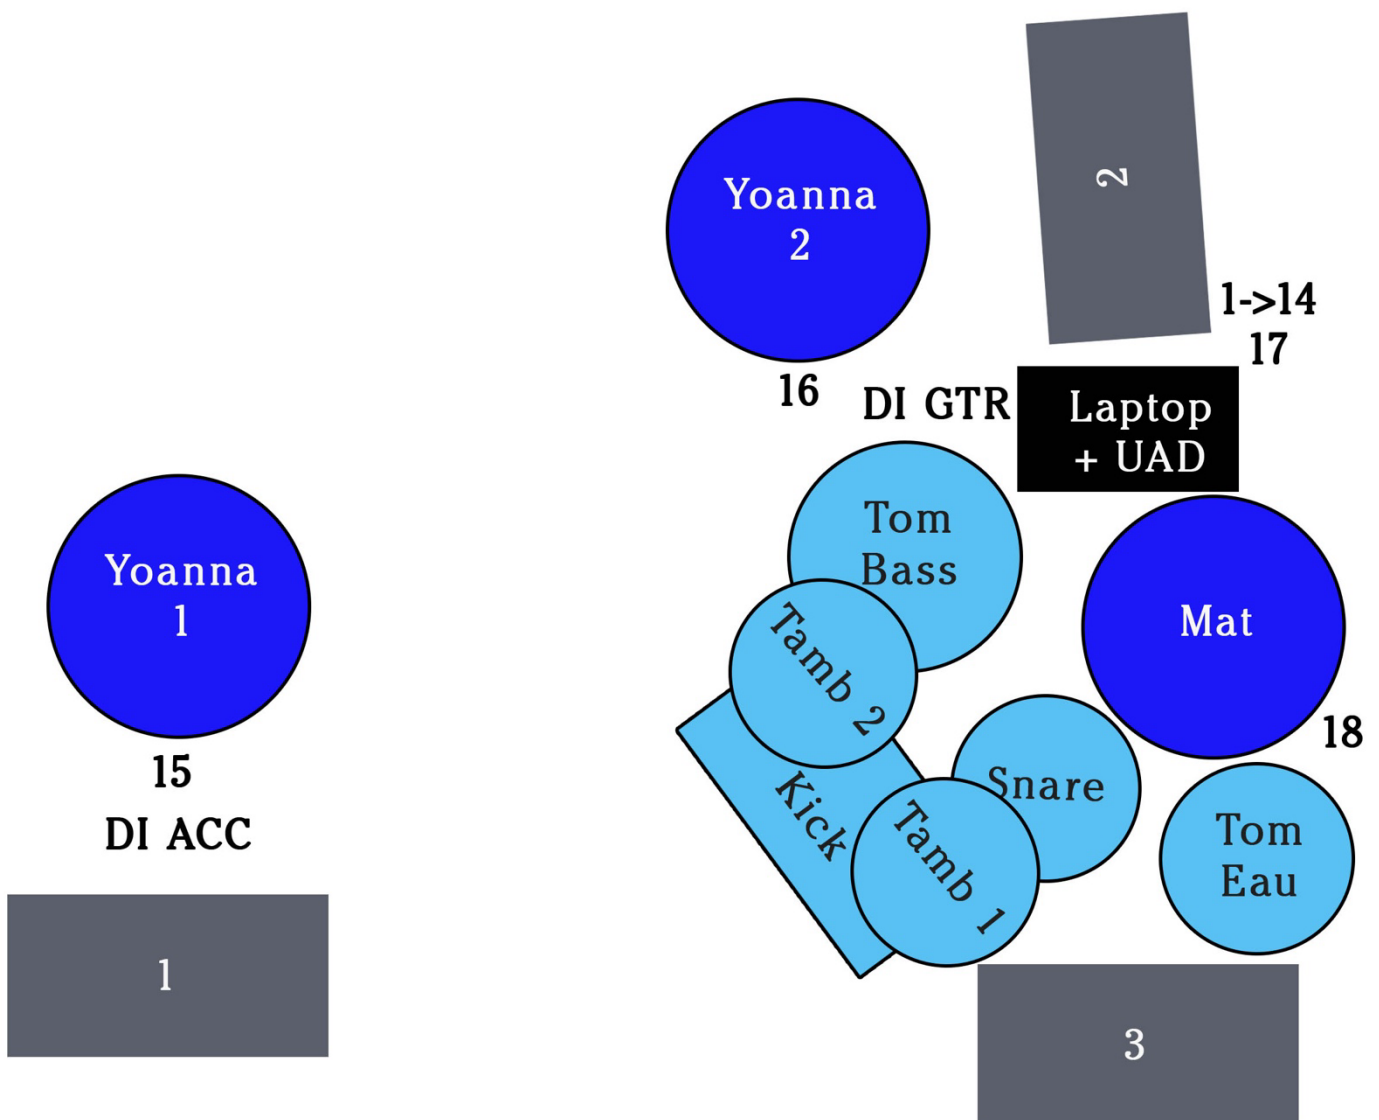 2
Yoanna
2
1->14
17
16
DI GTR
Laptop
+ UAD
Tom
Bass
Yoanna
1
Mat
Tamb 2
18
15
Snare
Kick
DI ACC
Tamb 1
Tom
Eau
1
3